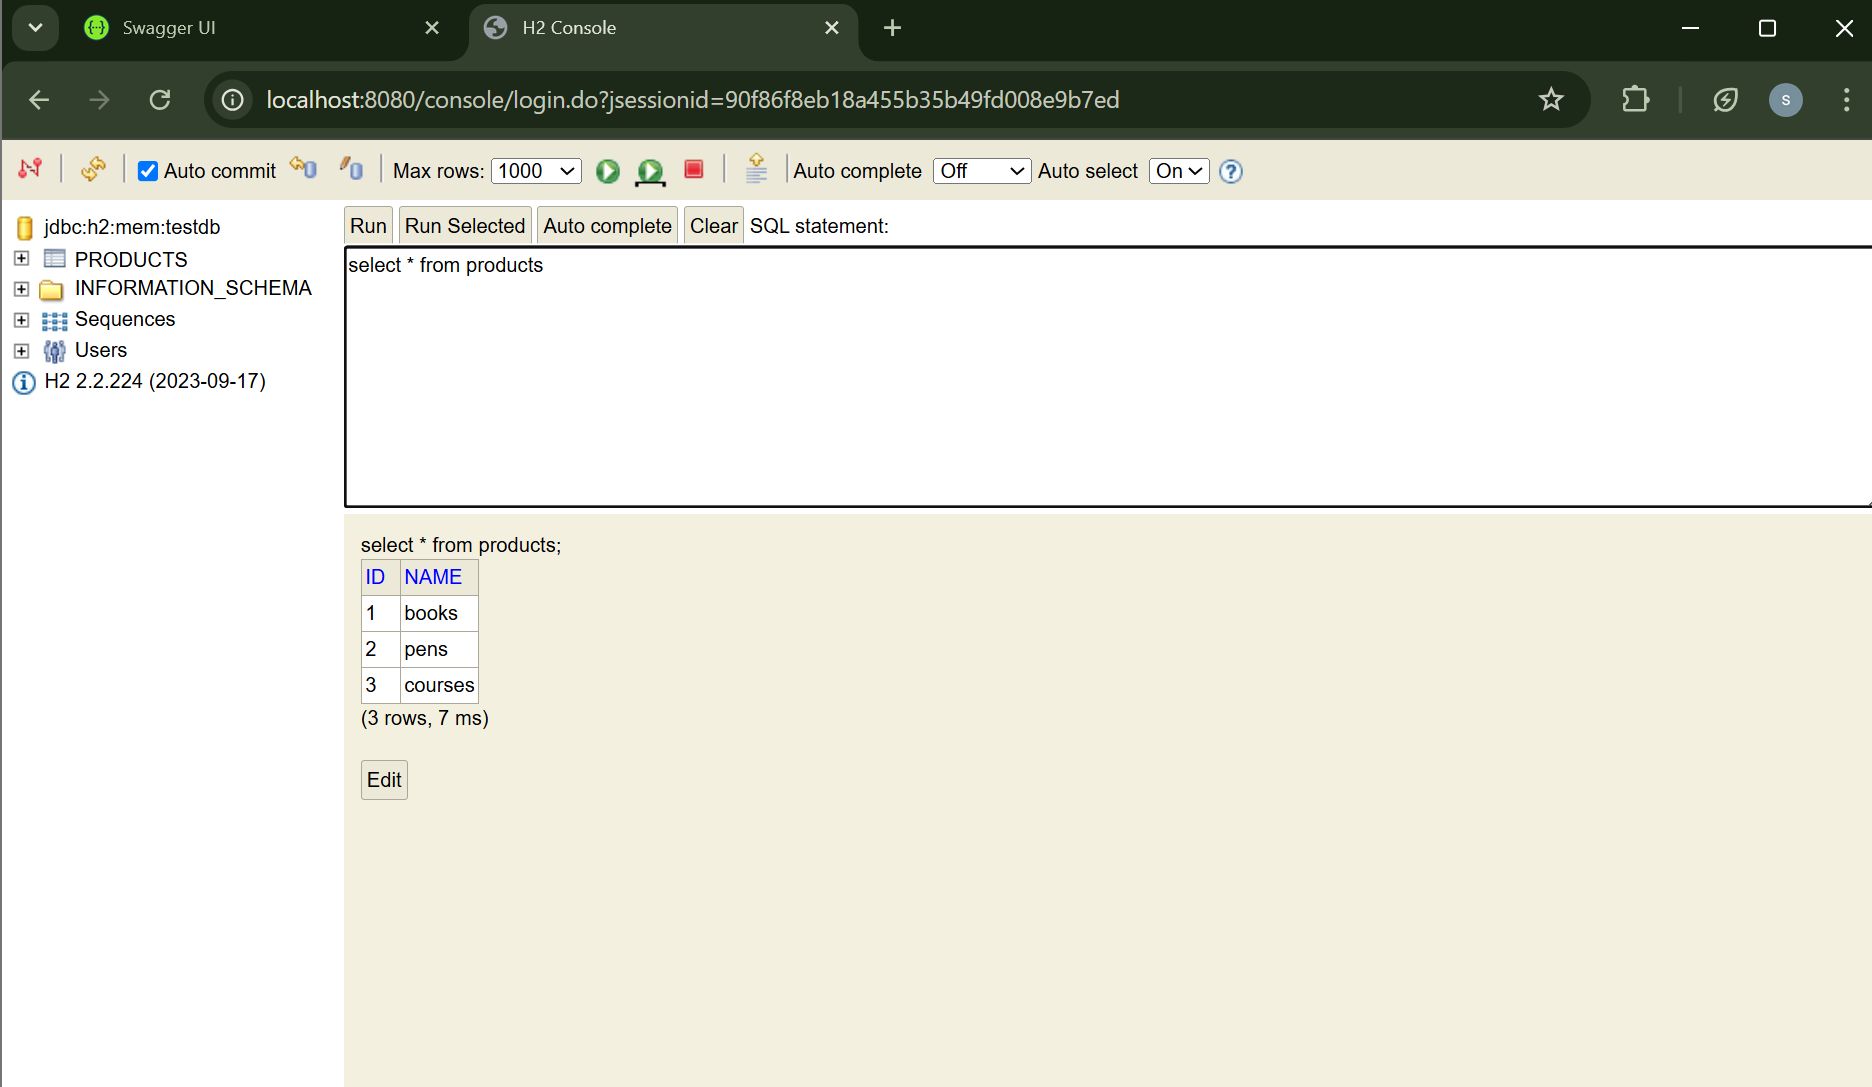 Swagger UI
H2 Console
localhost:8080/console/login.do?jsessionid=90f86f8eb18a455b35b49fd008e9b7ed
s
Auto commit
Max rows: 1000
Auto complete Off
Auto select On
?
jdbc:h2:mem:testdb
PRODUCTS
INFORMATION_SCHEMA
Sequences
Users
H2 2.2.224 (2023-09-17)
Run Run Selected Auto complete Clear SQL statement:
select * from products
select * from products;
ID NAME
1 books
2 pens
3 courses
(3 rows, 7 ms)
Edit